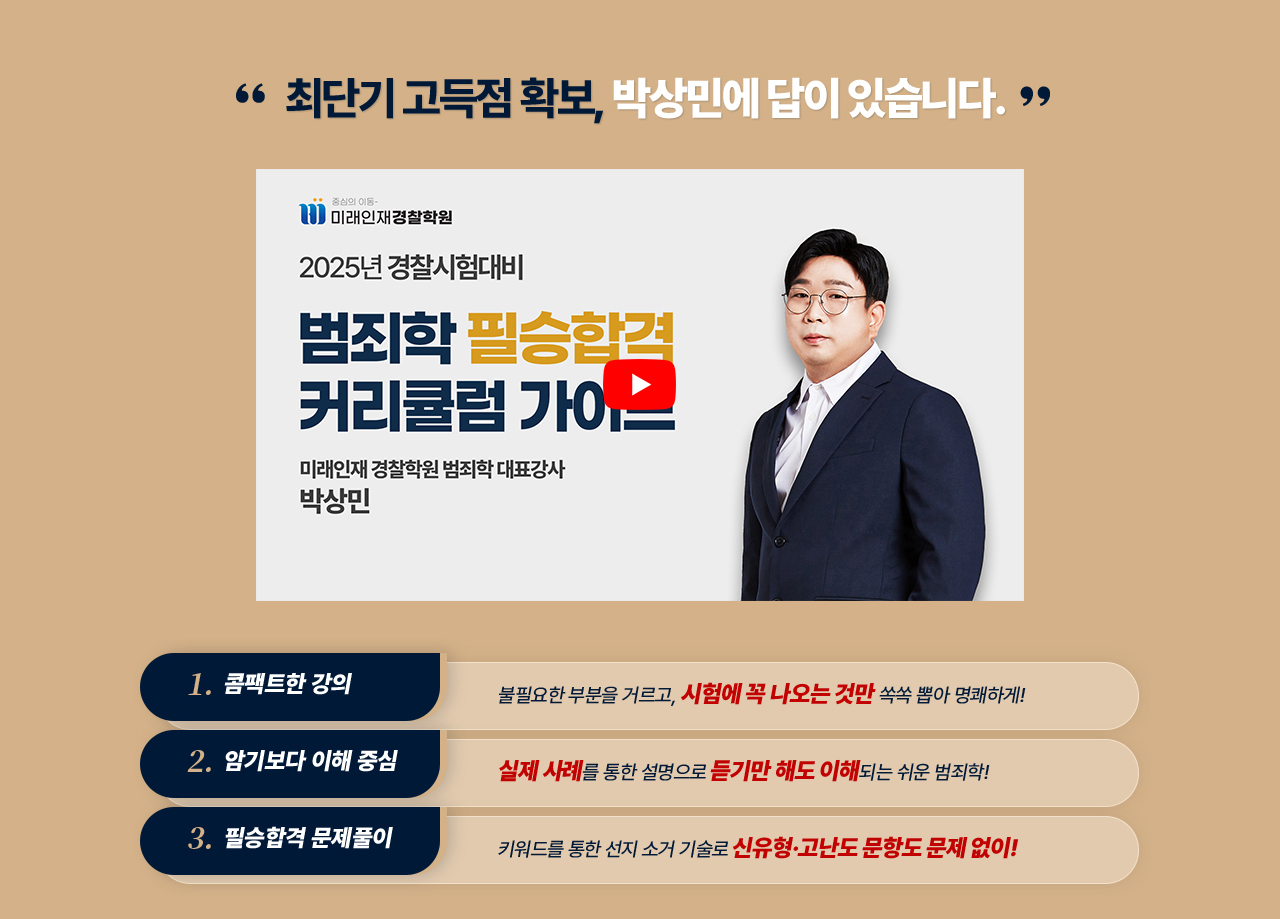 “ 최단기 고득점 확보, 박상민에 답이 있습니다. ”
중심의 이동-
미래인재경찰학원
2025년 경찰시험대비
범죄학 필승합격
커리큘럼 가이드
미래인재 경찰학원 범죄학 대표강사
박상민
1. 콤팩트한 강의
불필요한 부분을 거르고, 시험에 꼭 나오는 것만 쏙쏙 뽑아 명쾌하게!
2. 암기보다 이해 중심
실제 사례를 통한 설명으로 듣기만 해도 이해되는 쉬운 범죄학!
3. 필승합격 문제풀이
키워드를 통한 선지 소거 기술로 신유형·고난도 문항도 문제 없이!